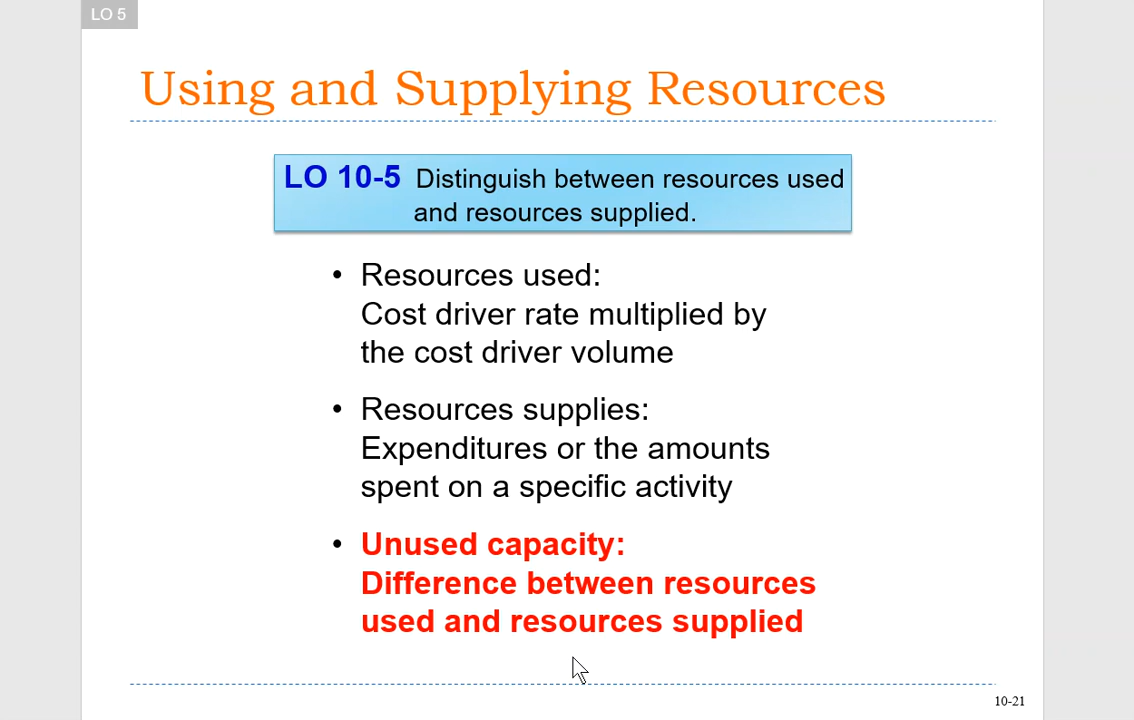 LO 5
Using and Supplying Resources
LO 10-5 Distinguish between resources used
and resources supplied.
• Resources used:
Cost driver rate multiplied by
the cost driver volume
• Resources supplies:
Expenditures or the amounts
spent on a specific activity
• Unused capacity:
Difference between resources
used and resources supplied
10-21